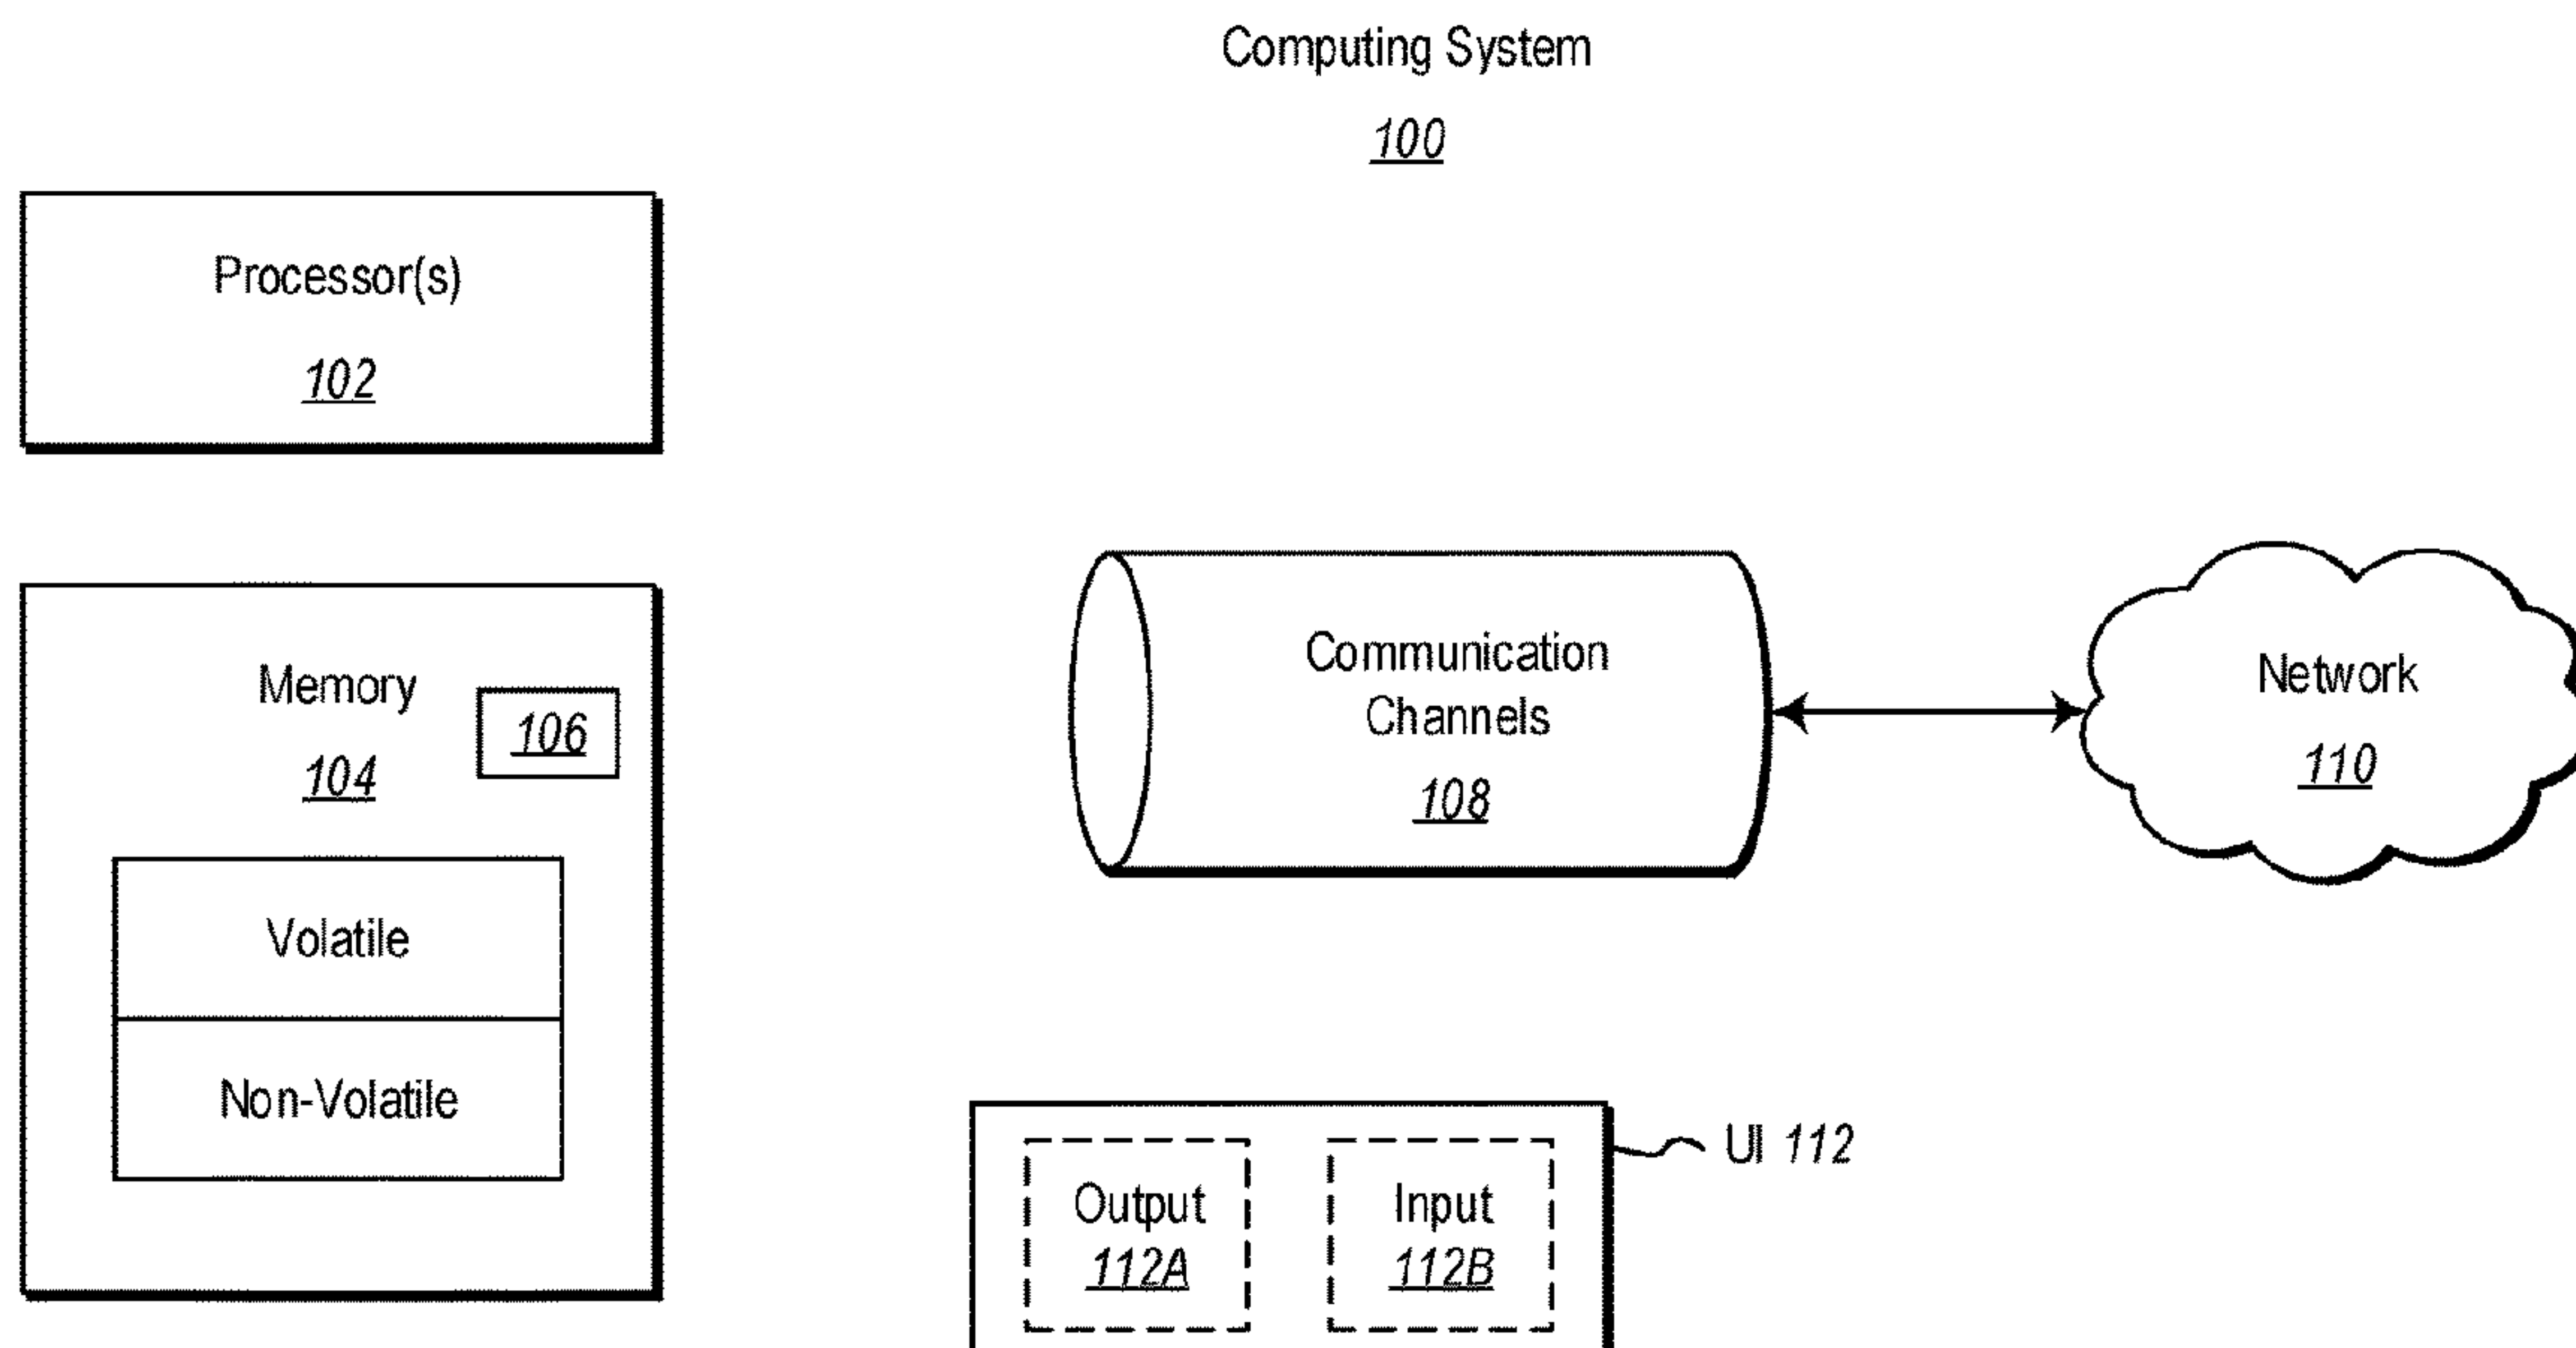 Computing System
100
Processor(s)
102
Memory
104
106
Volatile
Non-Volatile
Communication
Channels
108
Network
110
UI 112
Output
112A
Input
112B